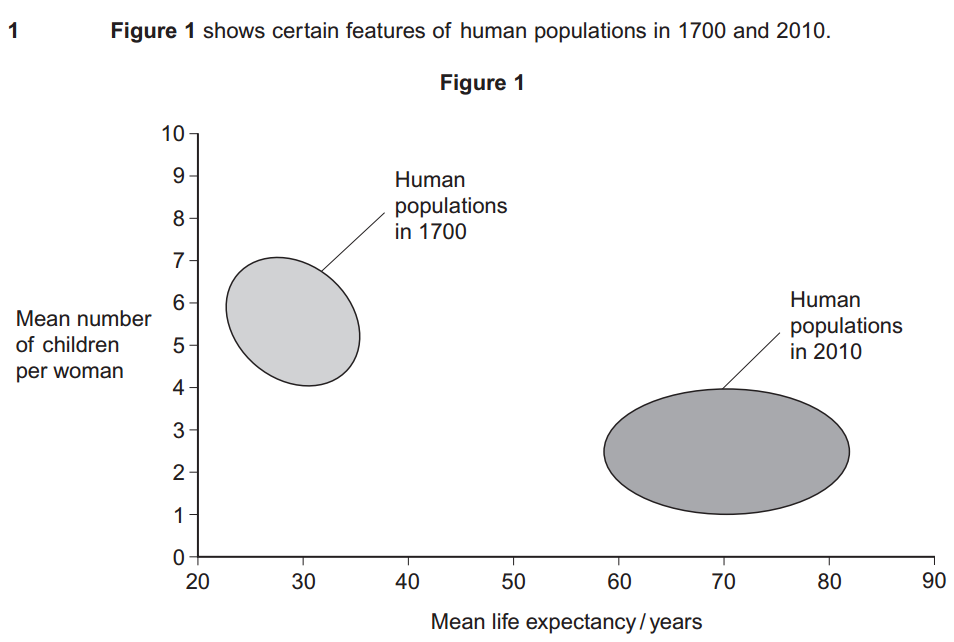 1 Figure 1 shows certain features of human populations in 1700 and 2010.
Figure 1
10
9
8
7
6
5
4
3
2
1
0
Mean number
of children
per woman
Human
populations
in 1700
Human
populations
in 2010
20 30 40 50 60 70 80 90
Mean life expectancy / years